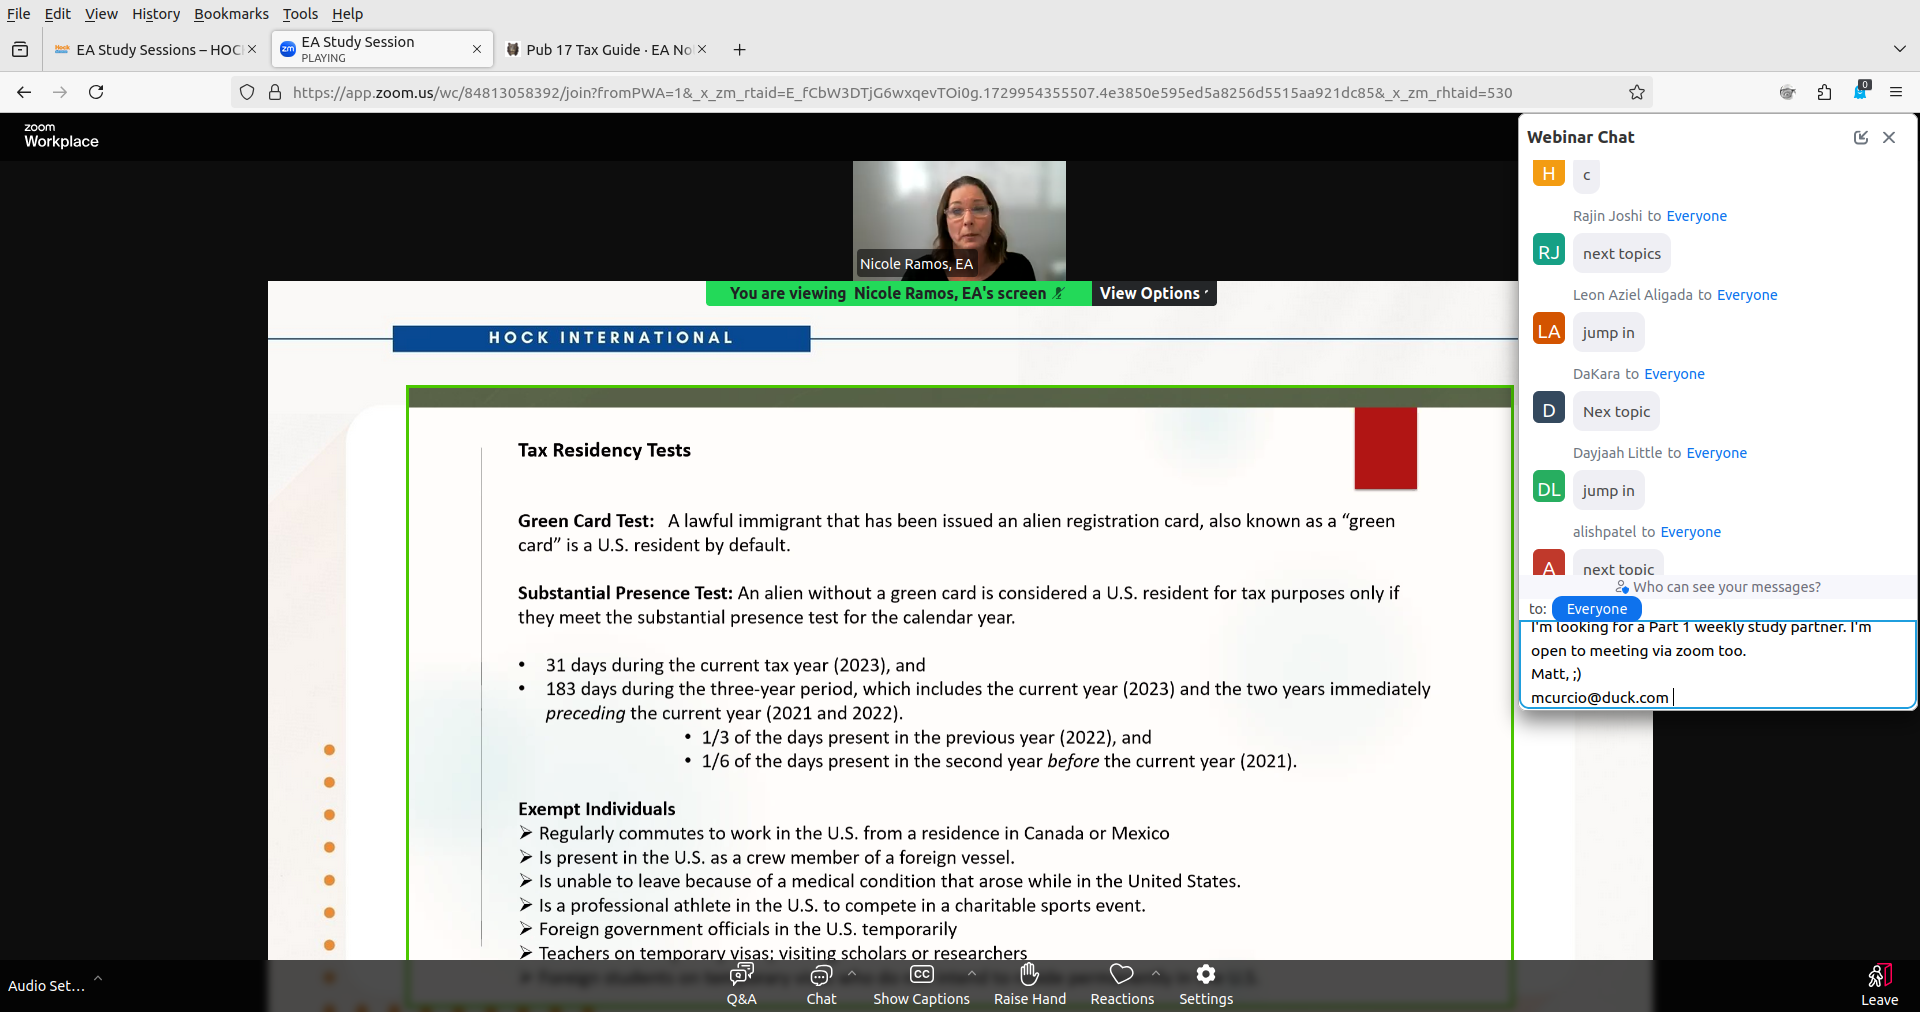 File Edit View History Bookmarks Tools Help
EA Study Sessions – HOC
zm
EA Study Session
PLAYING
Pub 17 Tax Guide · EA No
https://app.zoom.us/wc/84813058392/join?fromPWA=1&_x_zm_rtaid=E_fCbW3DTjG6wxqevTOi0g.1729954355507.4e3850e595ed5a8256d5515aa921dc85&_x_zm_rhtaid=530
0
zoom
Workplace
Nicole Ramos, EA
You are viewing Nicole Ramos, EA's screen
View Options
HOCK INTERNATIONAL
Tax Residency Tests
Green Card Test: A lawful immigrant that has been issued an alien registration card, also known as a “green
card” is a U.S. resident by default.
Substantial Presence Test: An alien without a green card is considered a U.S. resident for tax purposes only if
they meet the substantial presence test for the calendar year.
• 31 days during the current tax year (2023), and
• 183 days during the three-year period, which includes the current year (2023) and the two years immediately
preceding the current year (2021 and 2022).
• 1/3 of the days present in the previous year (2022), and
• 1/6 of the days present in the second year before the current year (2021).
Exempt Individuals
➢ Regularly commutes to work in the U.S. from a residence in Canada or Mexico
➢ Is present in the U.S. as a crew member of a foreign vessel.
➢ Is unable to leave because of a medical condition that arose while in the United States.
➢ Is a professional athlete in the U.S. to compete in a charitable sports event.
➢ Foreign government officials in the U.S. temporarily
➢ Teachers on temporary visas; visiting scholars or researchers
Webinar Chat
H
c
Rajin Joshi to Everyone
RJ
next topics
Leon Aziel Aligada to Everyone
LA
jump in
DaKara to Everyone
D
Nex topic
Dayjaah Little to Everyone
DL
jump in
alishpatel to Everyone
A
next topic
Who can see your messages?
to: Everyone
I'm looking for a Part 1 weekly study partner. I'm
open to meeting via zoom too.
Matt, ;)
mcurcio@duck.com
Audio Set...
Q&A
Chat
CC
Show Captions
Raise Hand
Reactions
Settings
Leave